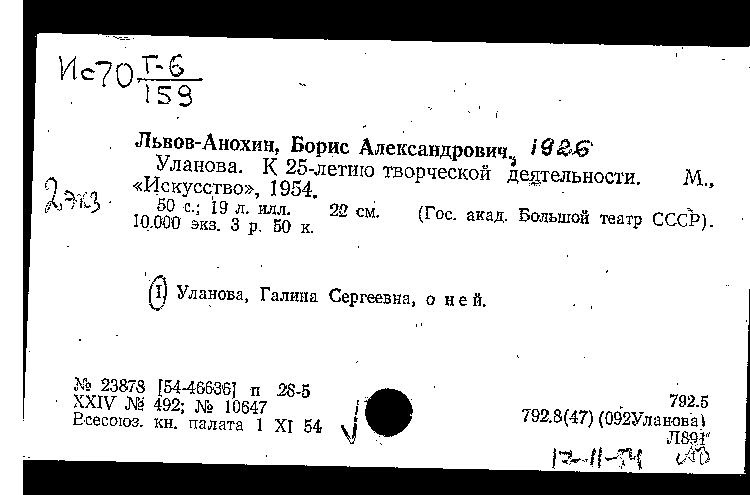 Ис70 Т-6
159
Львов-Анохин, Борис Александрович, 1926
Уланова. К 25-летию творческой деятельности. М.,
«Искусство», 1954.
2 экз.
50 с.; 19 л. илл. 22 см. (Гос. акад. Большой театр СССР).
10.000 экз. 3 р. 50 к.
I Уланова, Галина Сергеевна, о ней.
№ 23878 [54-46636] п 28-5
XXIV № 492; № 10647
Всесоюз. кн. палата 1 XI 54
792.5
792.8(47) (092Уланова)
Л891
17-11-54